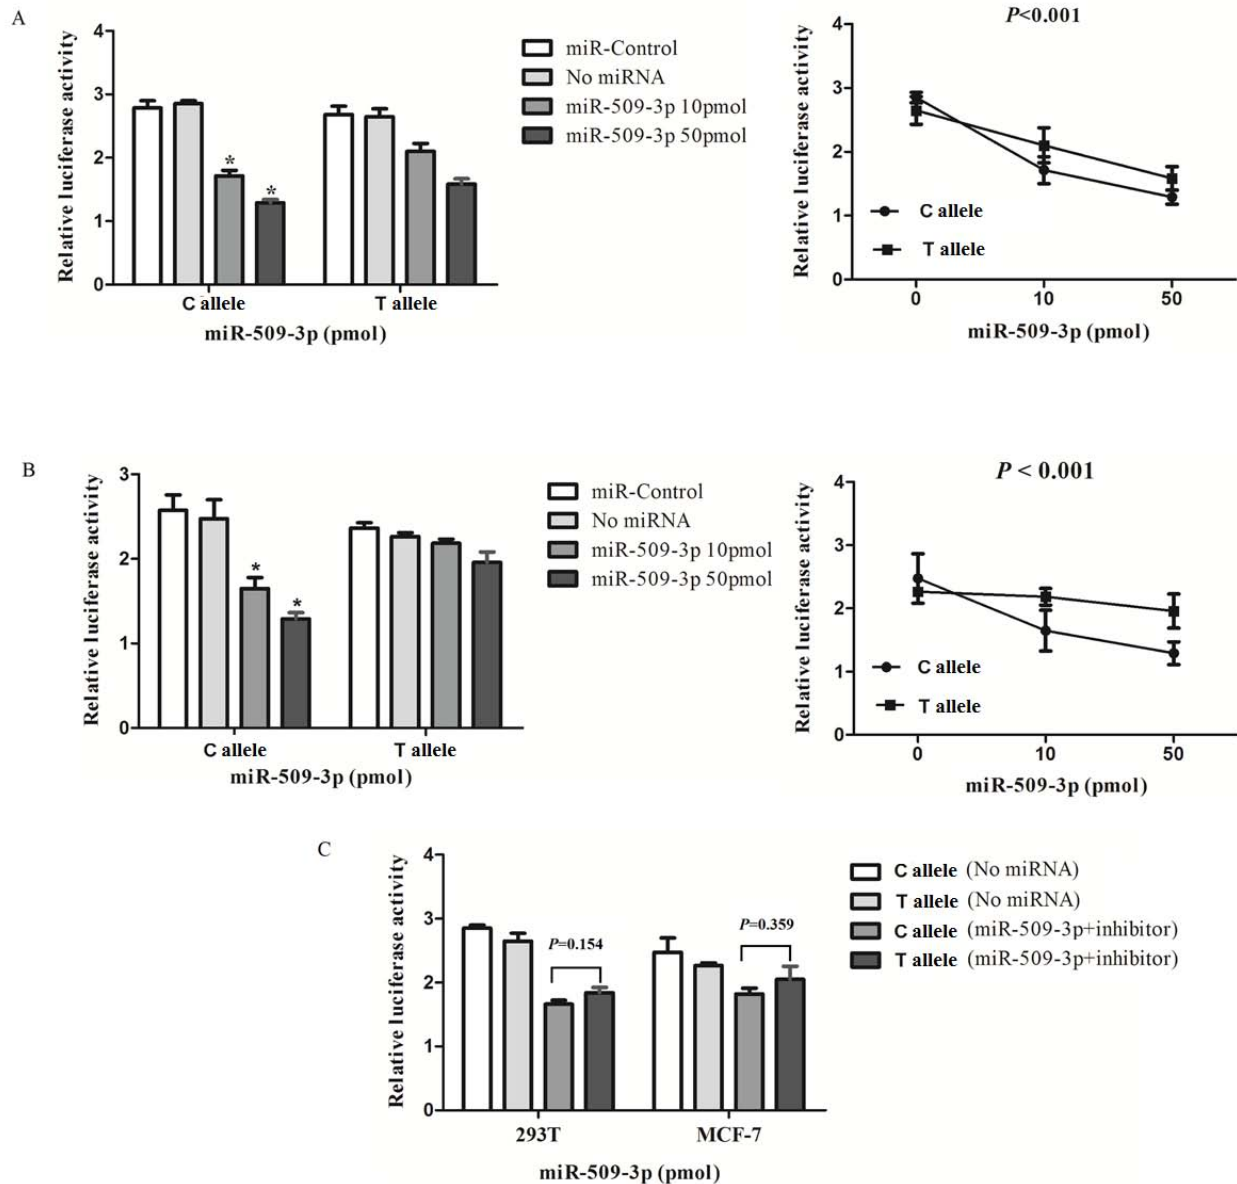 A
Relative luciferase activity
4
3
2
1
0
* *
C allele T allele
miR-509-3p (pmol)
miR-Control
No miRNA
miR-509-3p 10pmol
miR-509-3p 50pmol
P<0.001
Relative luciferase activity
4
3
2
1
0
C allele
T allele
0 10 50
miR-509-3p (pmol)
B
Relative luciferase activity
3
2
1
0
* *
C allele T allele
miR-509-3p (pmol)
miR-Control
No miRNA
miR-509-3p 10pmol
miR-509-3p 50pmol
P < 0.001
Relative luciferase activity
4
3
2
1
0
C allele
T allele
0 10 50
miR-509-3p (pmol)
C
Relative luciferase activity
4
3
2
1
0
P=0.154
P=0.359
293T MCF-7
miR-509-3p (pmol)
C allele (No miRNA)
T allele (No miRNA)
C allele (miR-509-3p+inhibitor)
T allele (miR-509-3p+inhibitor)